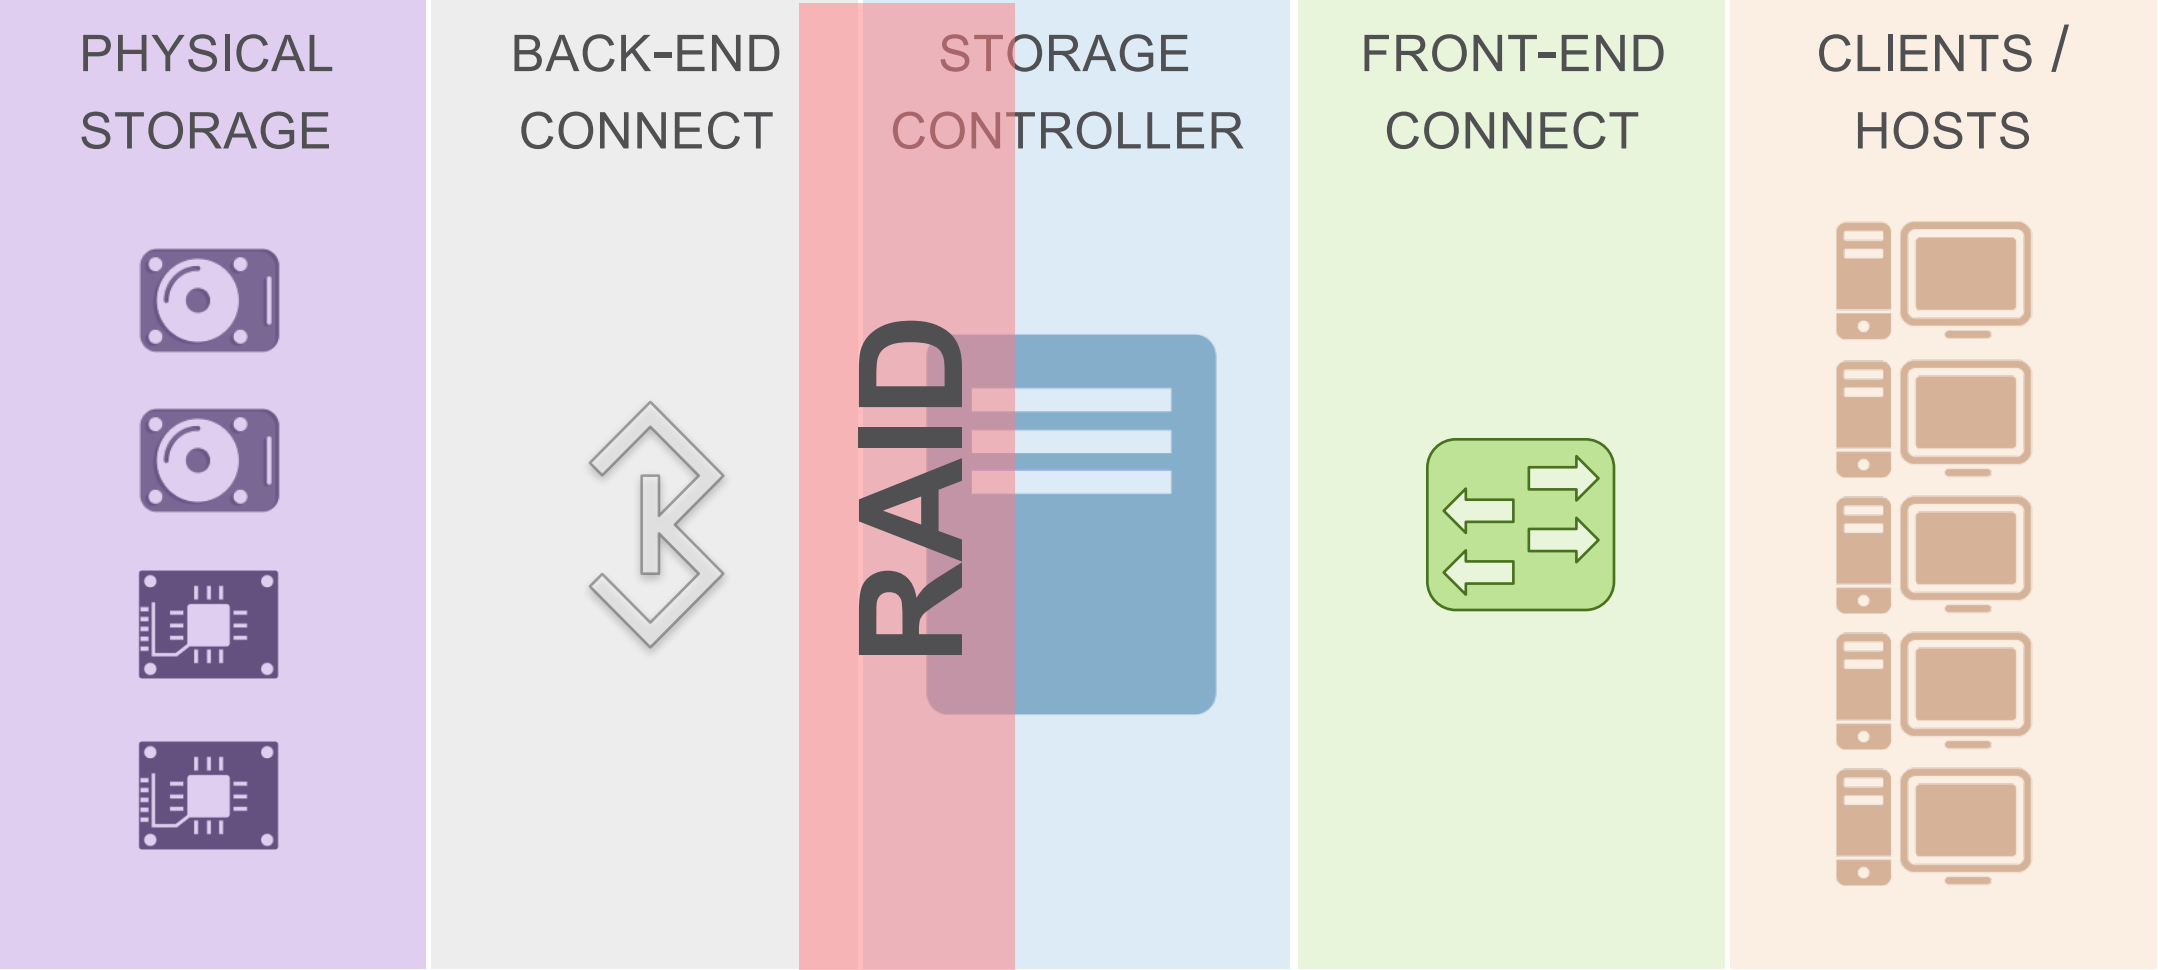 PHYSICAL
STORAGE
BACK-END
CONNECT
STORAGE
CONTROLLER
FRONT-END
CONNECT
CLIENTS /
HOSTS
RAID